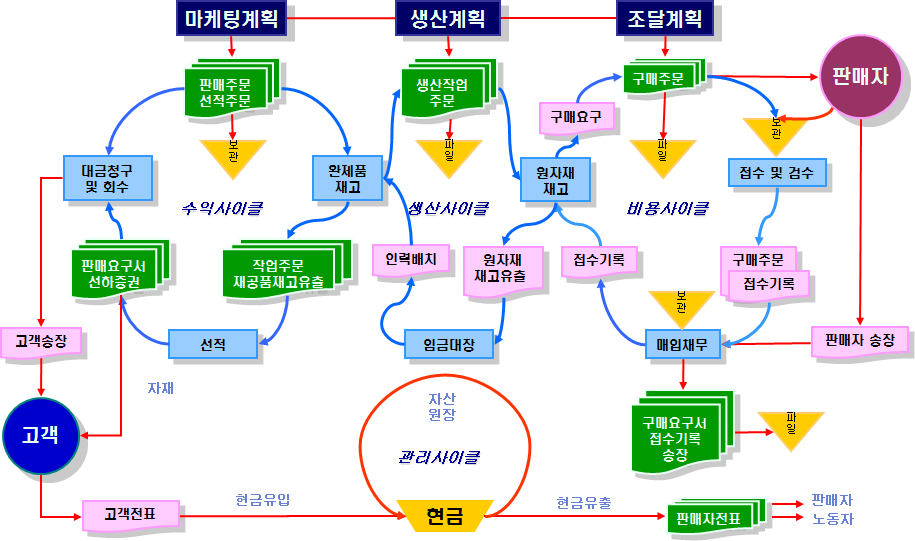 마케팅계획
생산계획
조달계획
판매주문
선적주문
생산작업
주문
구매주문
판매자
구매요구
보관
파일
파일
보관
대금청구
및 회수
완제품
재고
원자재
재고
접수 및 검수
수익사이클
생산사이클
비용사이클
판매요구서
선하증권
작업주문
재공품재고유출
인력배치
원자재
재고유출
접수기록
구매주문
접수기록
보관
고객송장
선적
임금대장
매입채무
판매자 송장
자재
자산
원장
고객
관리사이클
구매요구서
접수기록
송장
파일
고객전표
현금유입
현금
현금유출
판매자전표
판매자
노동자